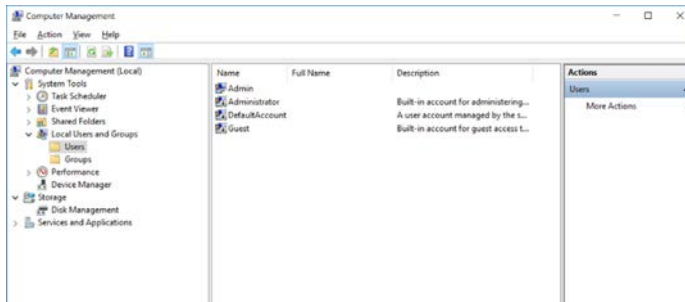 Computer Management
File Action View Help
Computer Management (Local)
System Tools
Task Scheduler
Event Viewer
Shared Folders
Local Users and Groups
Users
Groups
Performance
Device Manager
Storage
Disk Management
Services and Applications
Name Full Name Description
Admin
Administrator Built-in account for administering...
DefaultAccount A user account managed by the s...
Guest Built-in account for guest access t...
Actions
Users
More Actions